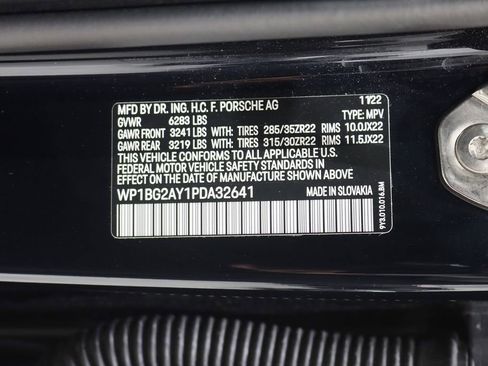 MFD BY DR. ING. H.C. F. PORSCHE AG 11/22
GVWR 6283 LBS TYPE: MPV
GAWR FRONT 3241 LBS WITH: TIRES 285/35ZR22 RIMS 10.0JX22
GAWR REAR 3219 LBS WITH: TIRES 315/30ZR22 RIMS 11.5JX22
THIS VEHICLE CONFORMS TO ALL APPLICABLE U.S.
FEDERAL MOTOR VEHICLE SAFETY STANDARDS IN EFFECT ON
THE DATE OF MANUFACTURE SHOWN ABOVE
WP1BG2AY1PDA32641 MADE IN SLOVAKIA
9Y3.010.016.BM